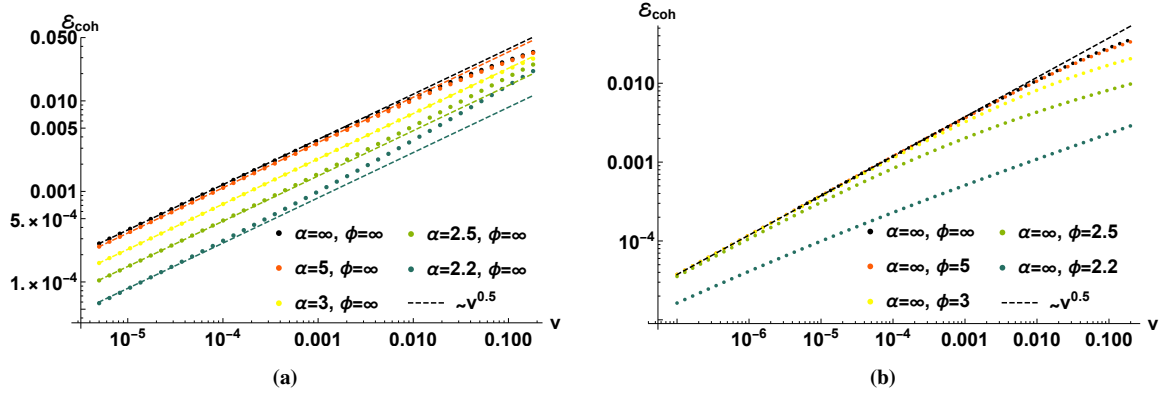 ℰcoh
0.050
0.010
0.005
0.001
5.×10⁻⁴
1.×10⁻⁴
10⁻⁵
10⁻⁴
0.001
0.010
0.100
v
α=∞, ϕ=∞
α=2.5, ϕ=∞
α=5, ϕ=∞
α=2.2, ϕ=∞
α=3, ϕ=∞
~v^0.5
(a)
ℰcoh
0.010
0.001
10⁻⁴
10⁻⁶
10⁻⁵
10⁻⁴
0.001
0.010
0.100
v
α=∞, ϕ=∞
α=∞, ϕ=2.5
α=∞, ϕ=5
α=∞, ϕ=2.2
α=∞, ϕ=3
~v^0.5
(b)